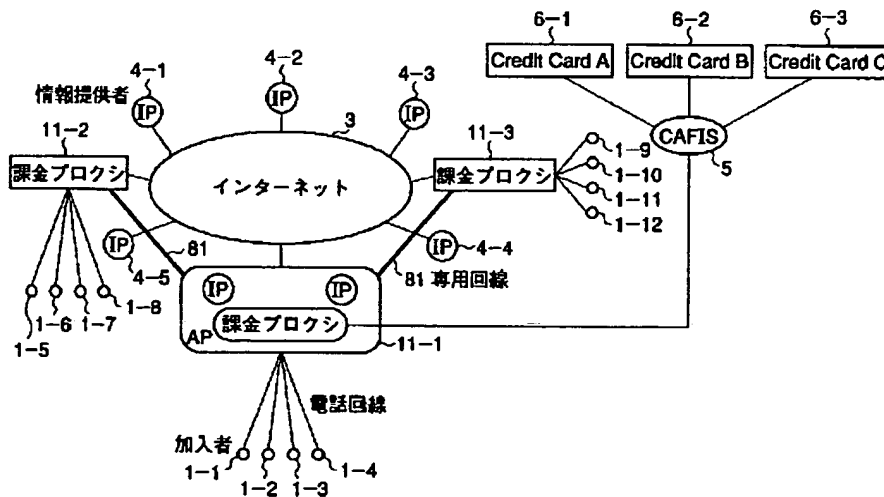 6-1
6-2
6-3
Credit Card A
Credit Card B
Credit Card C
4-1
4-2
4-3
情報提供者
IP
IP
IP
3
CAFIS
5
11-2
11-3
課金プロクシ
インターネット
課金プロクシ
1-9
1-10
1-11
1-12
81
IP
4-5
IP
4-4
81 専用回線
1-5
1-6
1-7
1-8
IP
IP
AP
課金プロクシ
11-1
電話回線
加入者
1-1
1-2
1-3
1-4